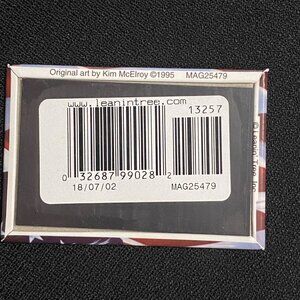 Original art by Kim McElroy ©1995 MAG25479
www.leanintree.com
13257
0 32687 99028 2
18/07/02 MAG25479
© Leanin' Tree, Inc.